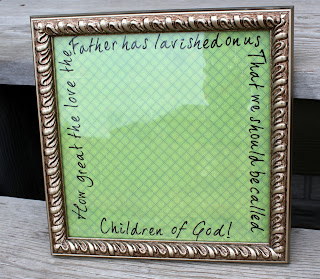 How great the love the
Father has lavished on us
That we should be called
Children of God!